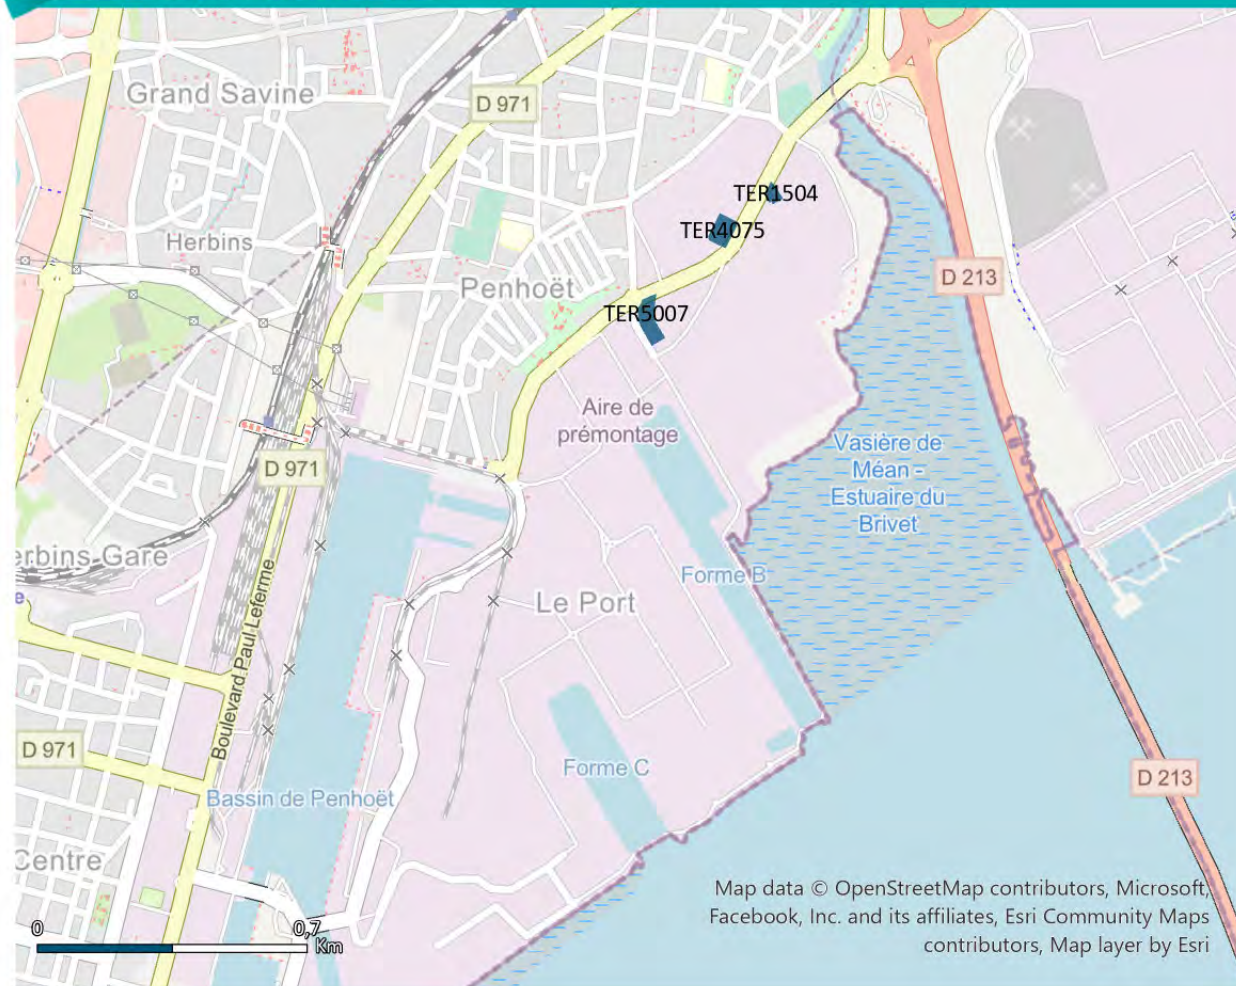 Grand Savine
D 971
TER1504
TER4075
Herbins
D 213
Penhoët
TER5007
Aire de
prémontage
Vasière de
Méan -
Estuaire du
Brivet
D 971
erbins-Gare
Forme B
Le Port
Boulevard Paul Leferme
D 971
Forme C
D 213
Bassin de Penhoët
Centre
Map data © OpenStreetMap contributors, Microsoft,
Facebook, Inc. and its affiliates, Esri Community Maps
contributors, Map layer by Esri
0 0,7
Km